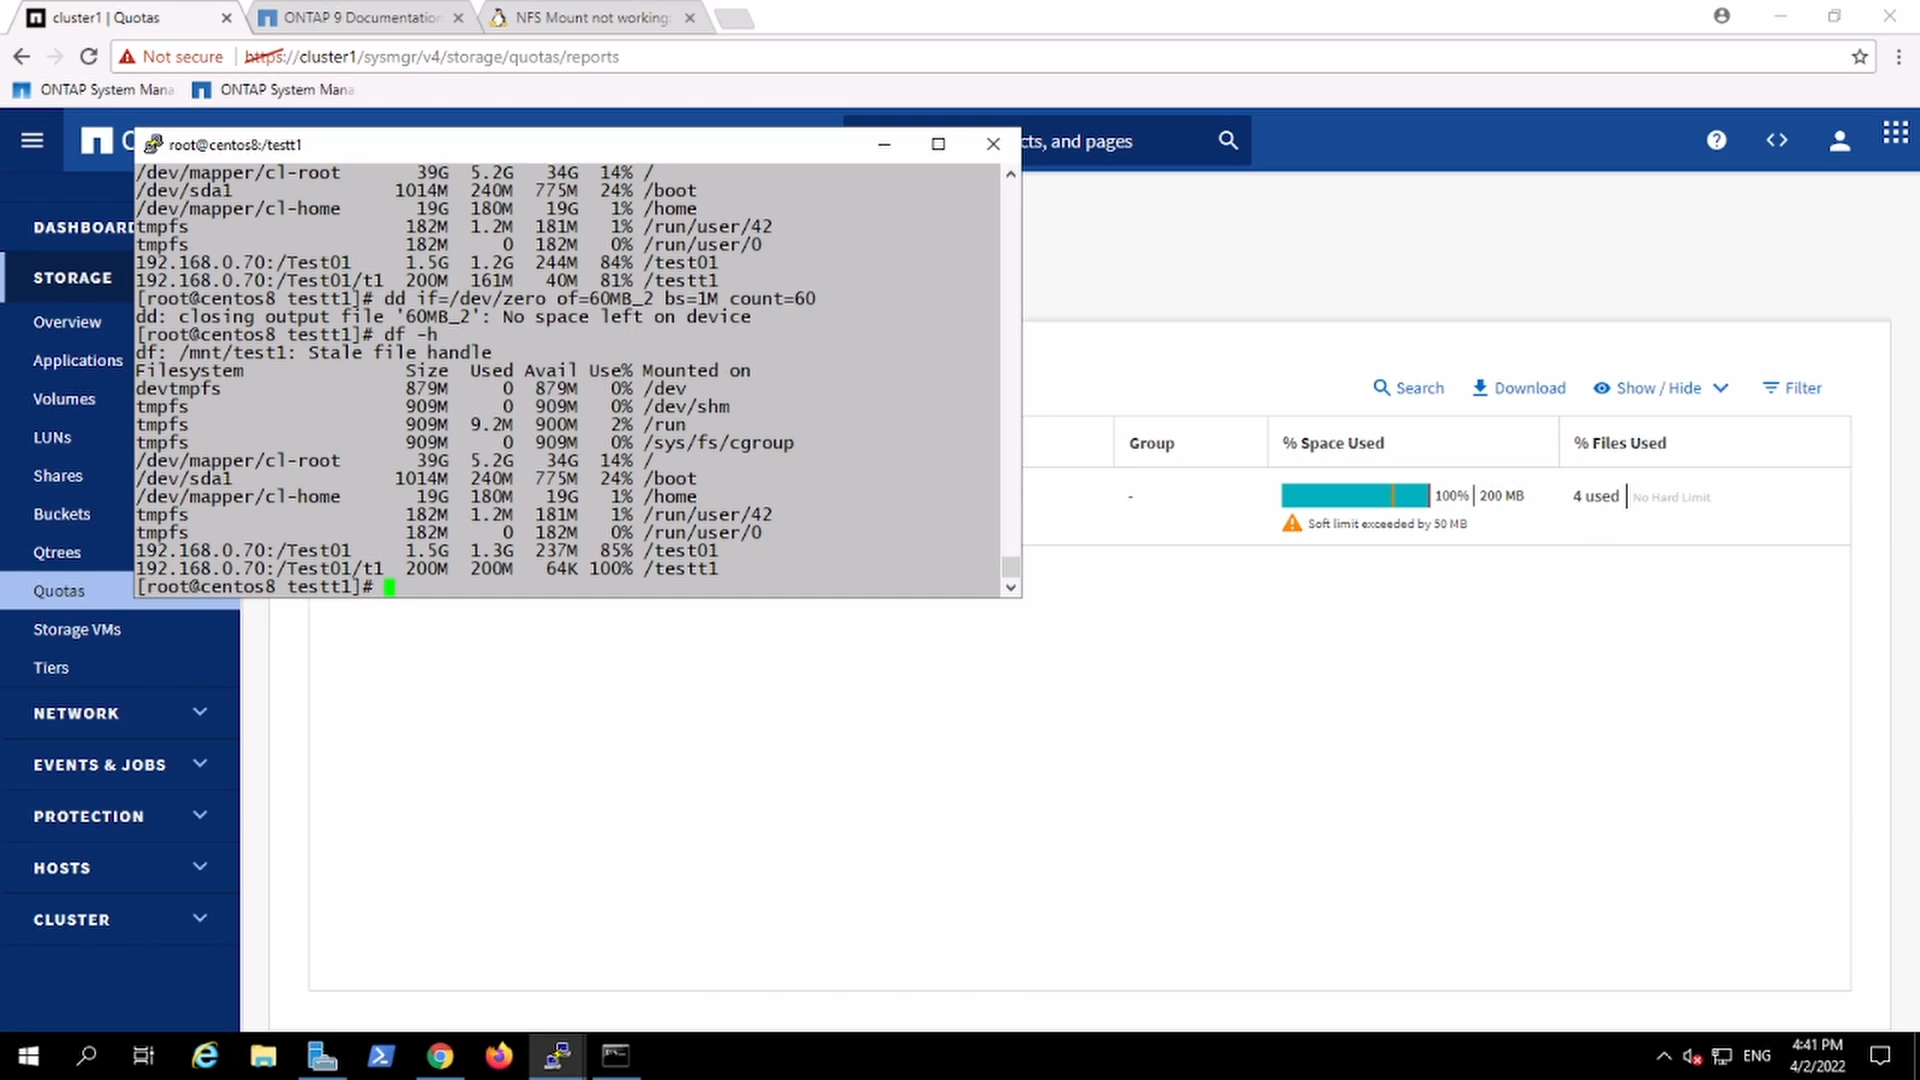 cluster1 | Quotas
ONTAP 9 Documentation
NFS Mount not working
Not secure
https://cluster1/sysmgr/v4/storage/quotas/reports
ONTAP System Mana
ONTAP System Mana
cts, and pages
root@centos8:/testt1
/dev/mapper/cl-root 39G 5.2G 34G 14% /
/dev/sda1 1014M 240M 775M 24% /boot
/dev/mapper/cl-home 19G 180M 19G 1% /home
tmpfs 182M 1.2M 181M 1% /run/user/42
tmpfs 182M 0 182M 0% /run/user/0
192.168.0.70:/Test01 1.5G 1.2G 244M 84% /test01
192.168.0.70:/Test01/t1 200M 161M 40M 81% /testt1
[root@centos8 testt1]# dd if=/dev/zero of=60MB_2 bs=1M count=60
dd: closing output file '60MB_2': No space left on device
[root@centos8 testt1]# df -h
df: /mnt/test1: Stale file handle
Filesystem Size Used Avail Use% Mounted on
devtmpfs 879M 0 879M 0% /dev
tmpfs 909M 0 909M 0% /dev/shm
tmpfs 909M 9.2M 900M 2% /run
tmpfs 909M 0 909M 0% /sys/fs/cgroup
/dev/mapper/cl-root 39G 5.2G 34G 14% /
/dev/sda1 1014M 240M 775M 24% /boot
/dev/mapper/cl-home 19G 180M 19G 1% /home
tmpfs 182M 1.2M 181M 1% /run/user/42
tmpfs 182M 0 182M 0% /run/user/0
192.168.0.70:/Test01 1.5G 1.3G 237M 85% /test01
192.168.0.70:/Test01/t1 200M 200M 64K 100% /testt1
[root@centos8 testt1]#
DASHBOARD
STORAGE
Overview
Applications
Volumes
LUNs
Shares
Buckets
Qtrees
Quotas
Storage VMs
Tiers
NETWORK
EVENTS & JOBS
PROTECTION
HOSTS
CLUSTER
Search Download Show / Hide Filter
Group % Space Used % Files Used
- 100% 200 MB 4 used No Hard Limit
Soft limit exceeded by 50 MB
ENG
4:41 PM
4/2/2022